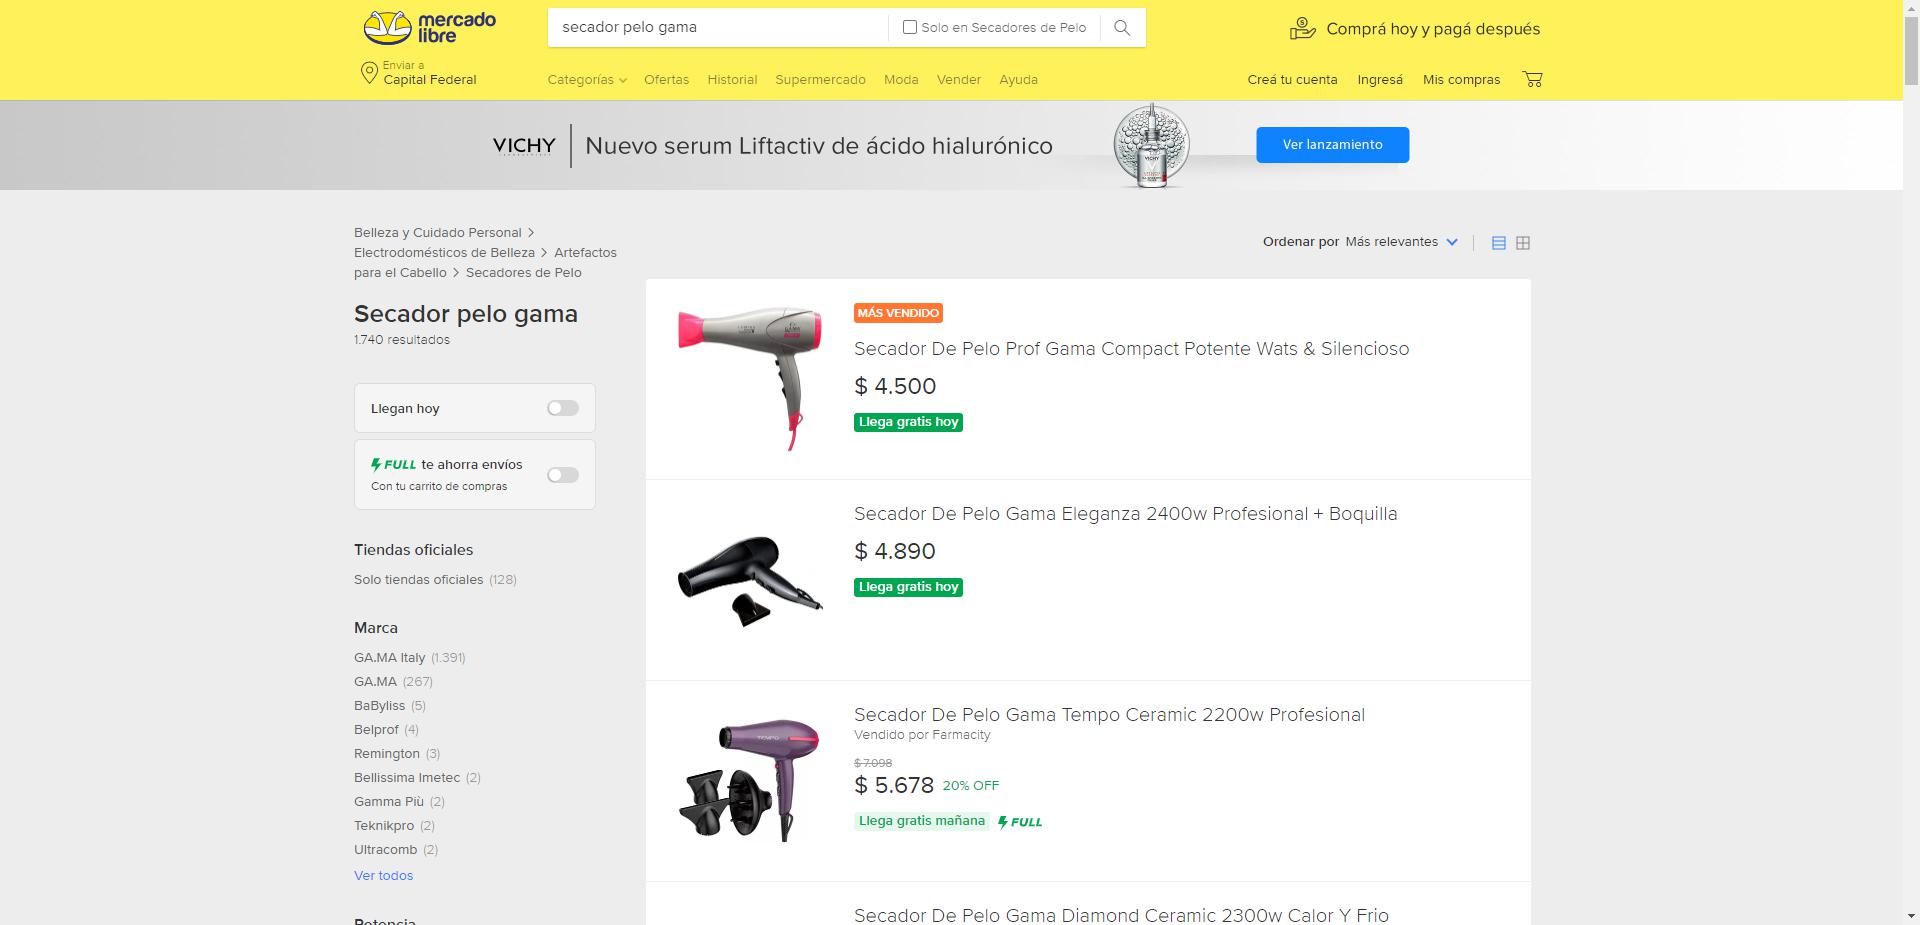 mercado
libre
secador pelo gama
Solo en Secadores de Pelo
Comprá hoy y pagá después
Enviar a
Capital Federal
Categorías
Ofertas
Historial
Supermercado
Moda
Vender
Ayuda
Creá tu cuenta
Ingresá
Mis compras
VICHY
Nuevo serum Liftactiv de ácido hialurónico
VICHY
Ver lanzamiento
Belleza y Cuidado Personal >
Electrodomésticos de Belleza > Artefactos
para el Cabello > Secadores de Pelo
Ordenar por Más relevantes
Secador pelo gama
1.740 resultados
Llegan hoy
FULL te ahorra envíos
Con tu carrito de compras
Tiendas oficiales
Solo tiendas oficiales (128)
Marca
GA.MA Italy (1.391)
GA.MA (267)
BaByliss (5)
Belprof (4)
Remington (3)
Bellissima Imetec (2)
Gamma Più (2)
Teknikpro (2)
Ultracomb (2)
Ver todos
Potencia
MÁS VENDIDO
Secador De Pelo Prof Gama Compact Potente Wats & Silencioso
$ 4.500
Llega gratis hoy
Secador De Pelo Gama Eleganza 2400w Profesional + Boquilla
$ 4.890
Llega gratis hoy
TEMPO
Secador De Pelo Gama Tempo Ceramic 2200w Profesional
Vendido por Farmacity
$ 7.098
$ 5.678 20% OFF
Llega gratis mañana FULL
Secador De Pelo Gama Diamond Ceramic 2300w Calor Y Frio